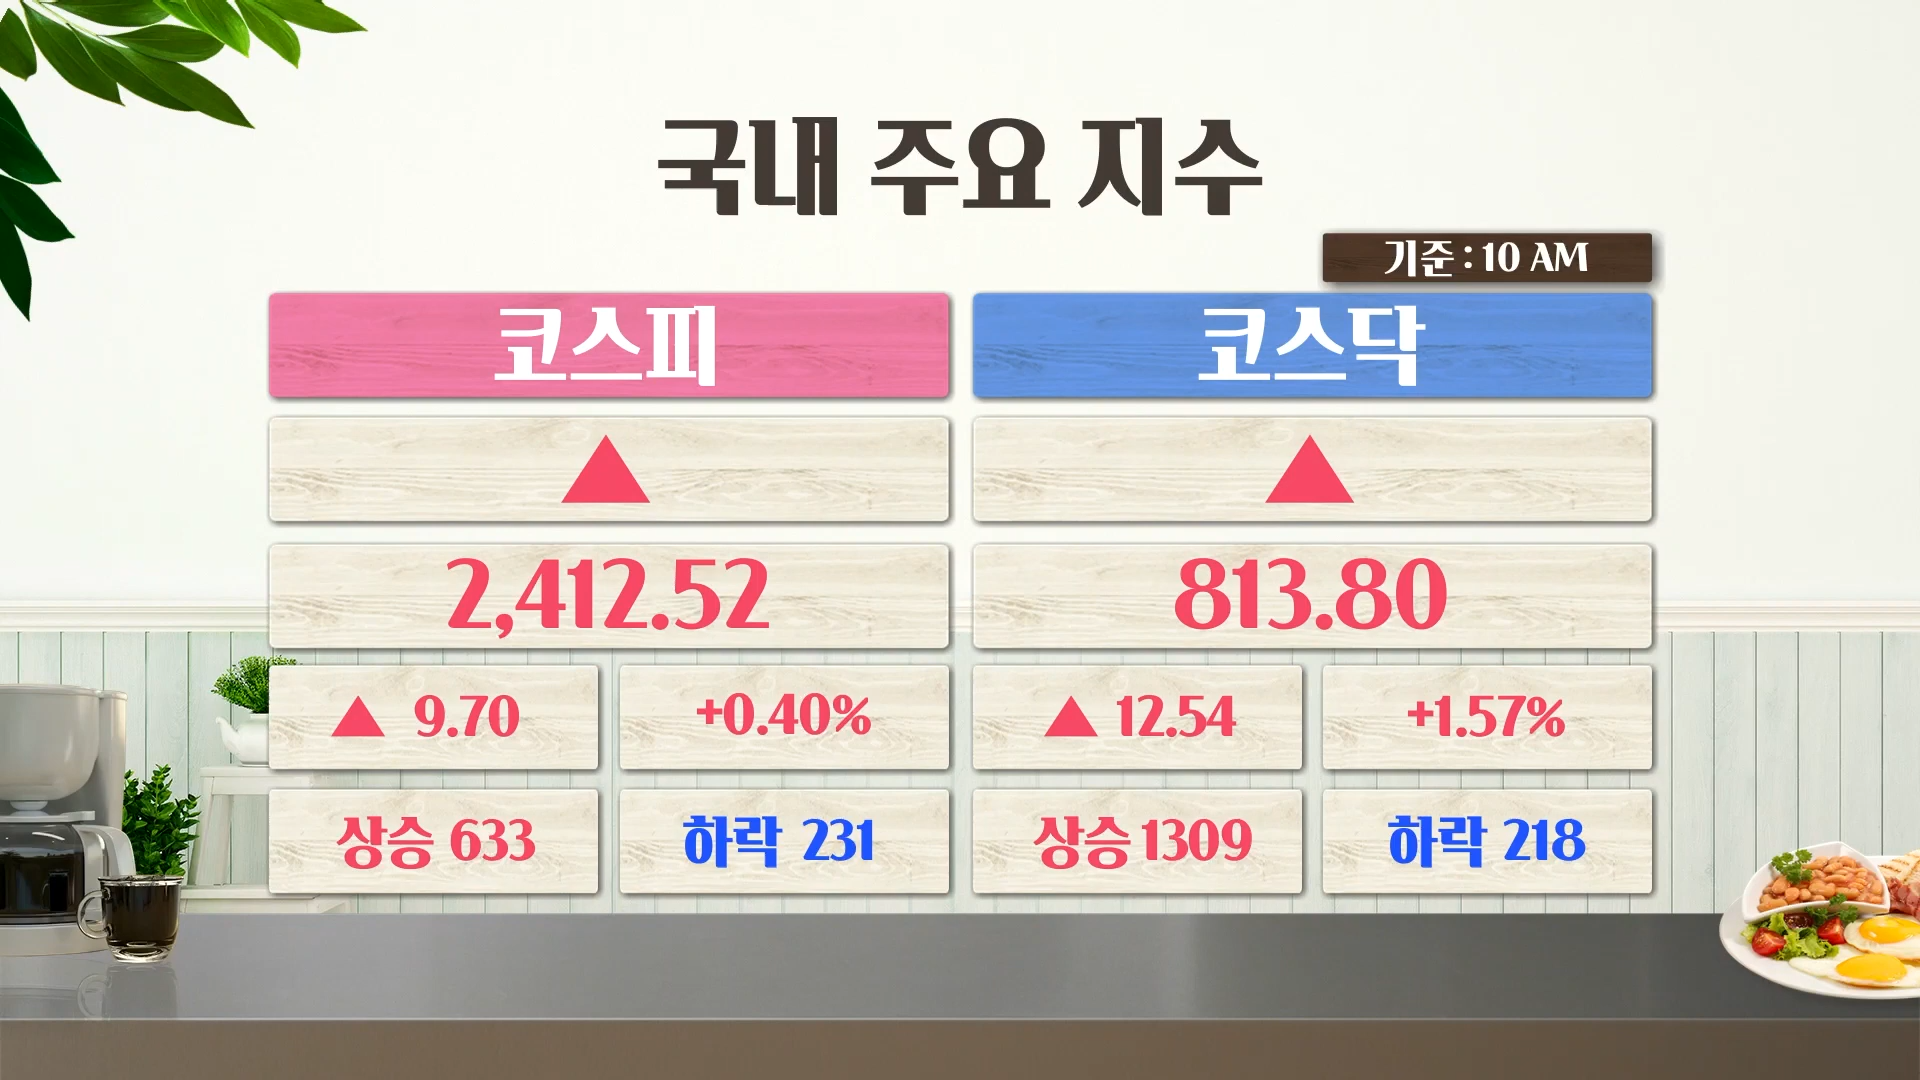 국내 주요 지수
기준 : 10 AM
코스피
코스닥
▲
▲
2,412.52
813.80
▲ 9.70
+0.40%
▲ 12.54
+1.57%
상승 633
하락 231
상승 1309
하락 218